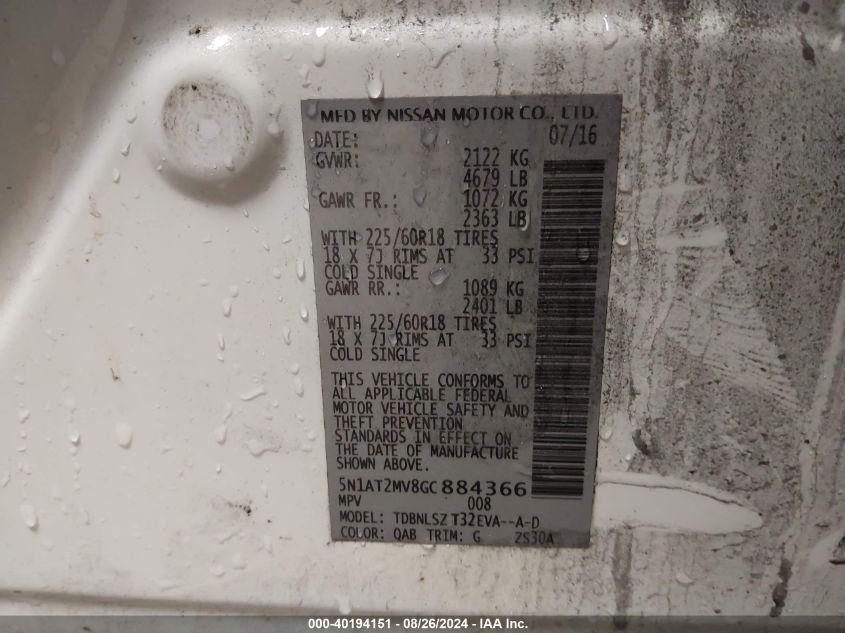 MFD BY NISSAN MOTOR CO., LTD.
DATE: 07/16
GVWR: 2122 KG
4679 LB
GAWR FR.: 1072 KG
2363 LB
WITH 225/60R18 TIRES
18 X 7J RIMS AT 33 PSI
COLD SINGLE
GAWR RR.: 1089 KG
2401 LB
WITH 225/60R18 TIRES
18 X 7J RIMS AT 33 PSI
COLD SINGLE
THIS VEHICLE CONFORMS TO
ALL APPLICABLE FEDERAL
MOTOR VEHICLE SAFETY AND
THEFT PREVENTION
STANDARDS IN EFFECT ON
THE DATE OF MANUFACTURE
SHOWN ABOVE.
5N1AT2MV8GC884366
MPV 008
MODEL: TDBNLSZ T32EVA--A-D
COLOR: QAB TRIM: G ZS30A
000-40194151 - 08/26/2024 - IAA Inc.